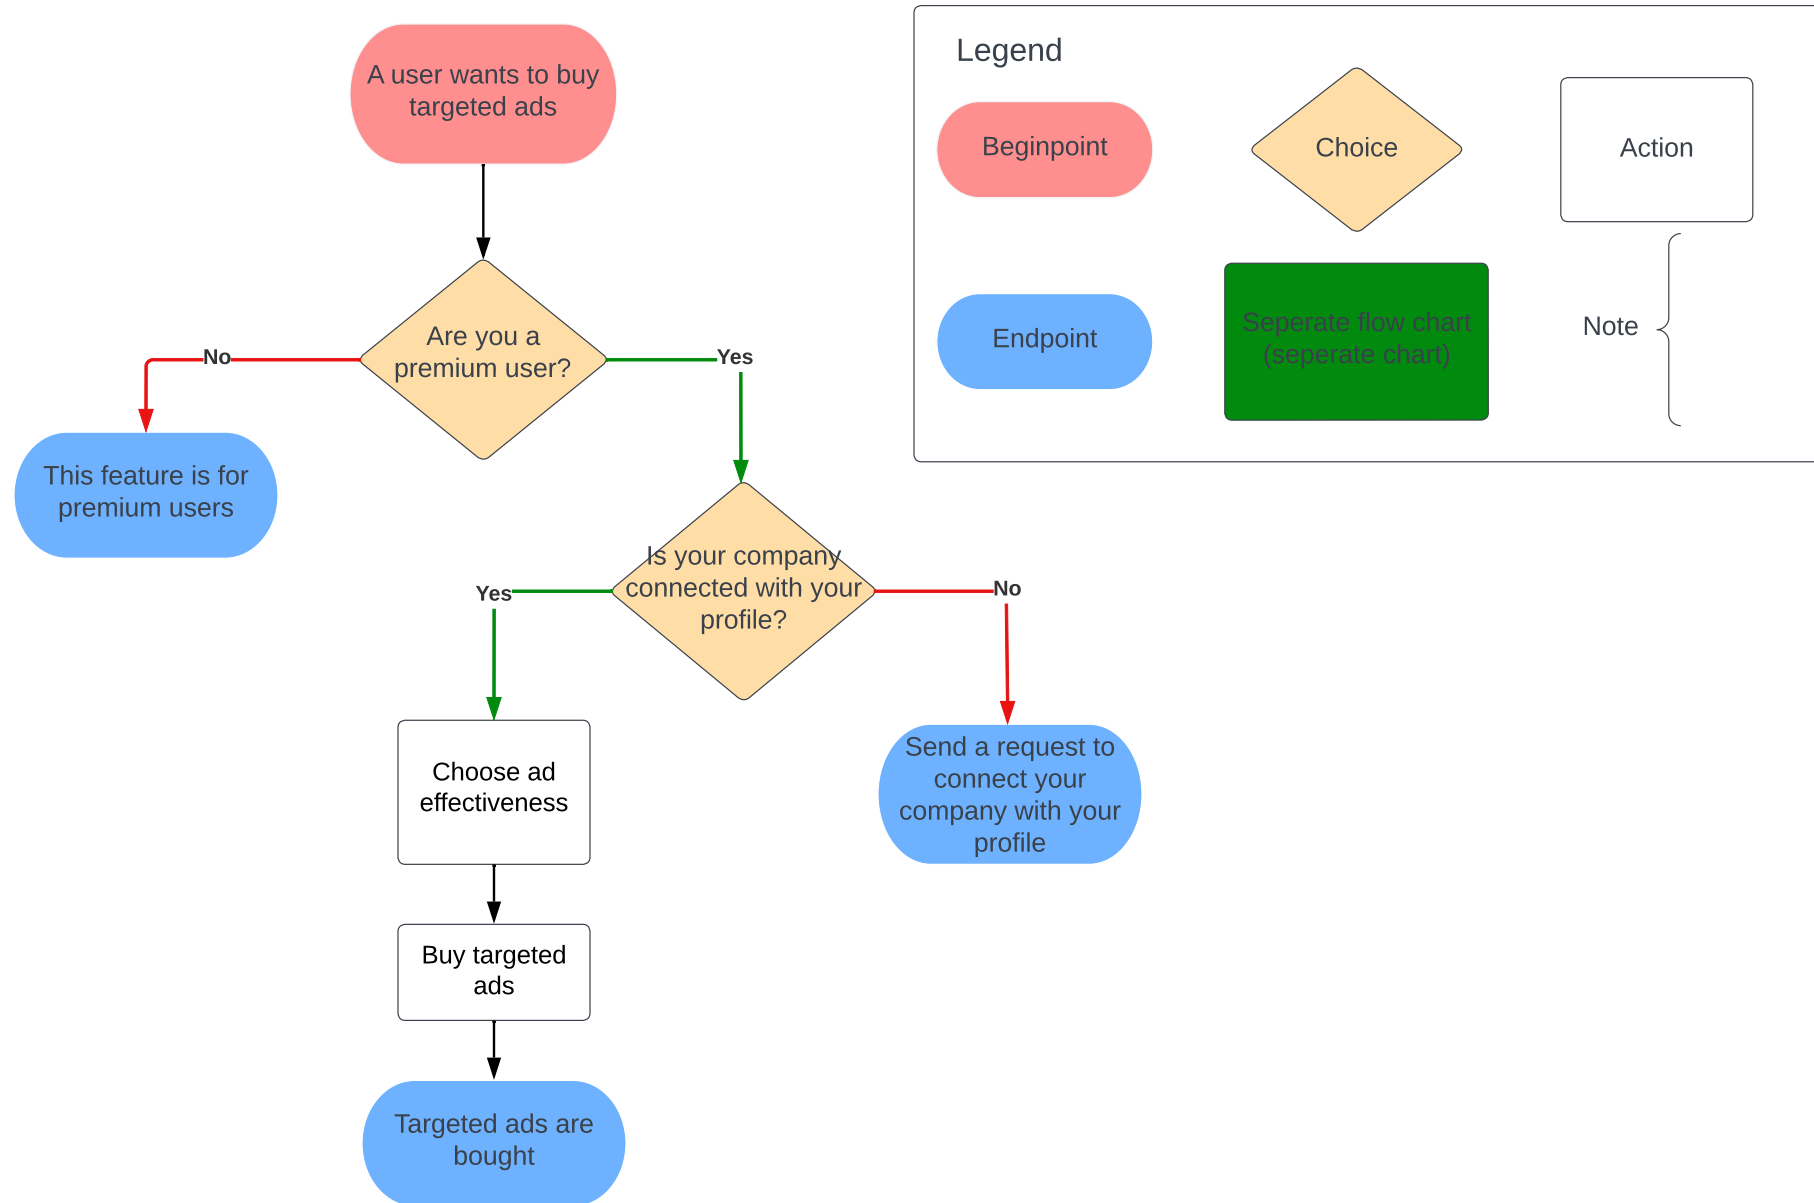 A user wants to buy
targeted ads
Are you a
premium user?
No
Yes
This feature is for
premium users
Is your company
connected with your
profile?
Yes
No
Choose ad
effectiveness
Send a request to
connect your
company with your
profile
Buy targeted
ads
Targeted ads are
bought
Legend
Beginpoint
Choice
Action
Endpoint
Seperate flow chart
(seperate chart)
Note